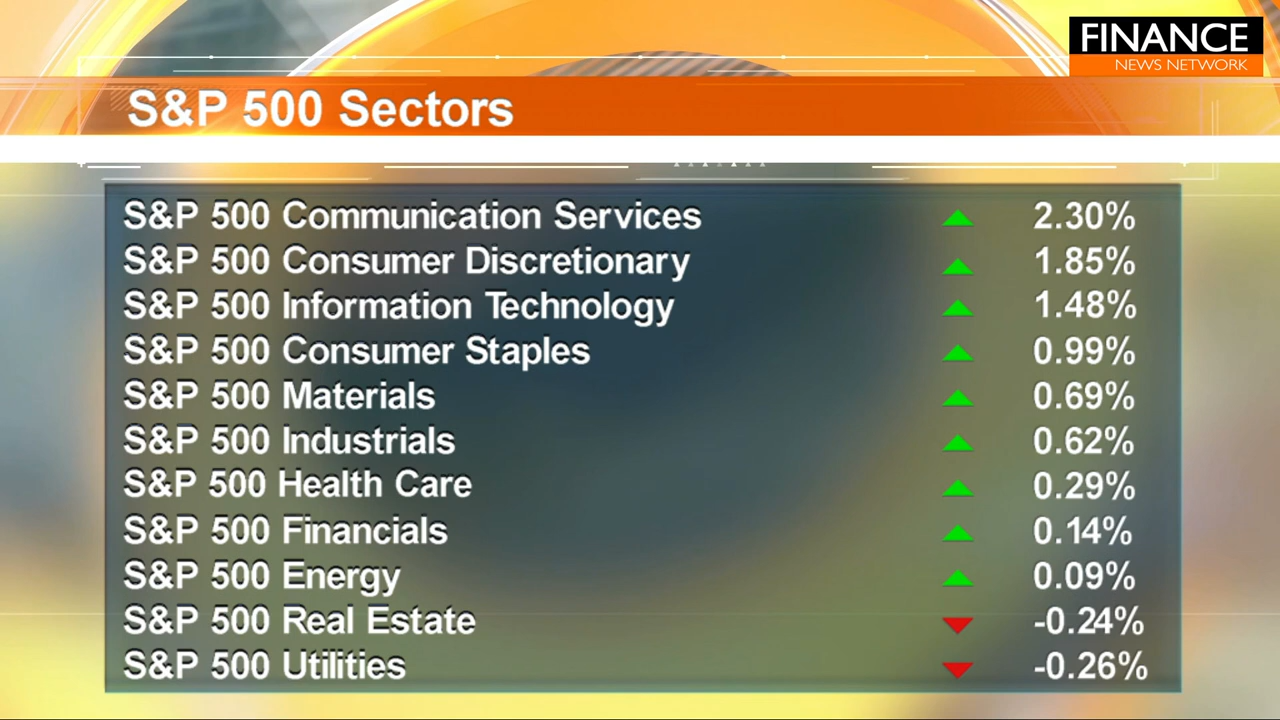 FINANCE
NEWS NETWORK
S&P 500 Sectors
S&P 500 Communication Services 2.30%
S&P 500 Consumer Discretionary 1.85%
S&P 500 Information Technology 1.48%
S&P 500 Consumer Staples 0.99%
S&P 500 Materials 0.69%
S&P 500 Industrials 0.62%
S&P 500 Health Care 0.29%
S&P 500 Financials 0.14%
S&P 500 Energy 0.09%
S&P 500 Real Estate -0.24%
S&P 500 Utilities -0.26%